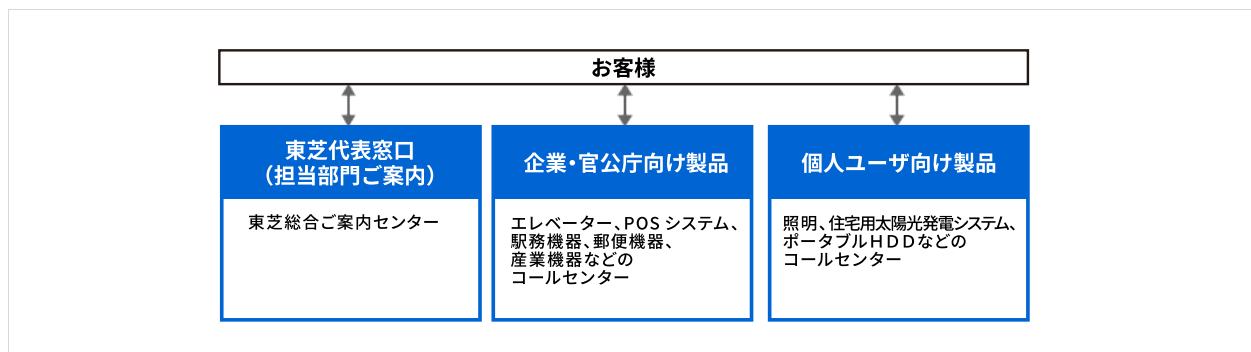 お客様
東芝代表窓口
（担当部門ご案内）
東芝総合ご案内センター
企業・官公庁向け製品
エレベーター、POS システム、
駅務機器、郵便機器、
産業機器などの
コールセンター
個人ユーザ向け製品
照明、住宅用太陽光発電システム、
ポータブルＨＤＤなどの
コールセンター